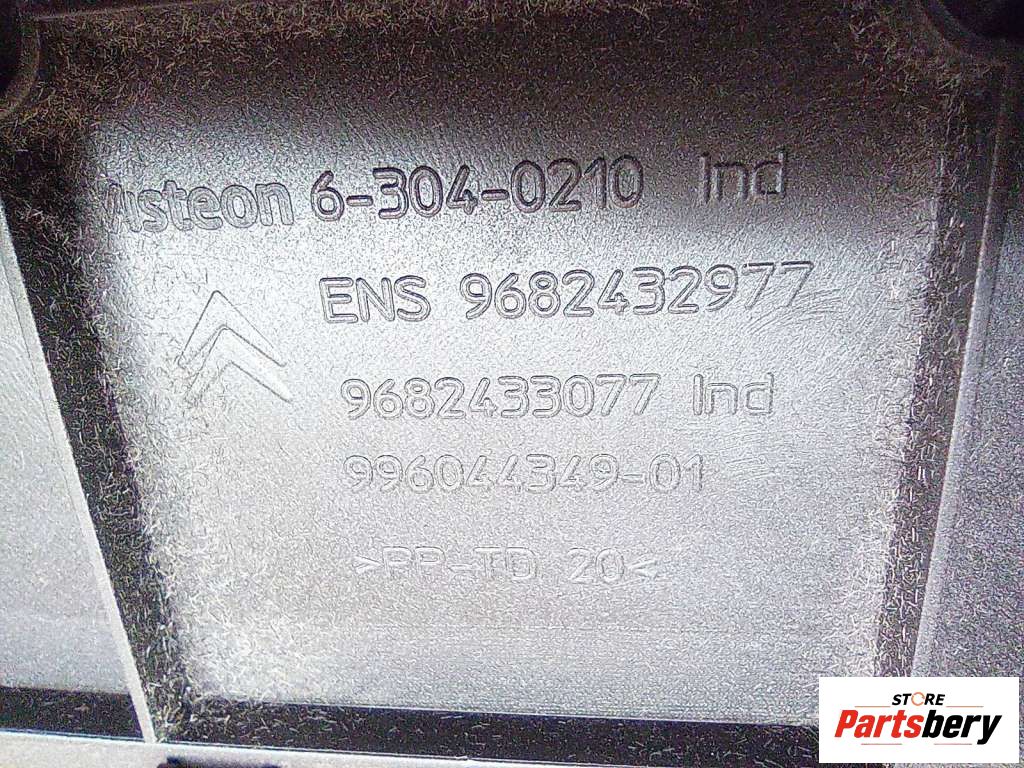 Visteon 6-304-0210 Ind
ENS 9682432977
9682433077 Ind
996044349-01
>PP-TD 20<
STORE
Partsbery